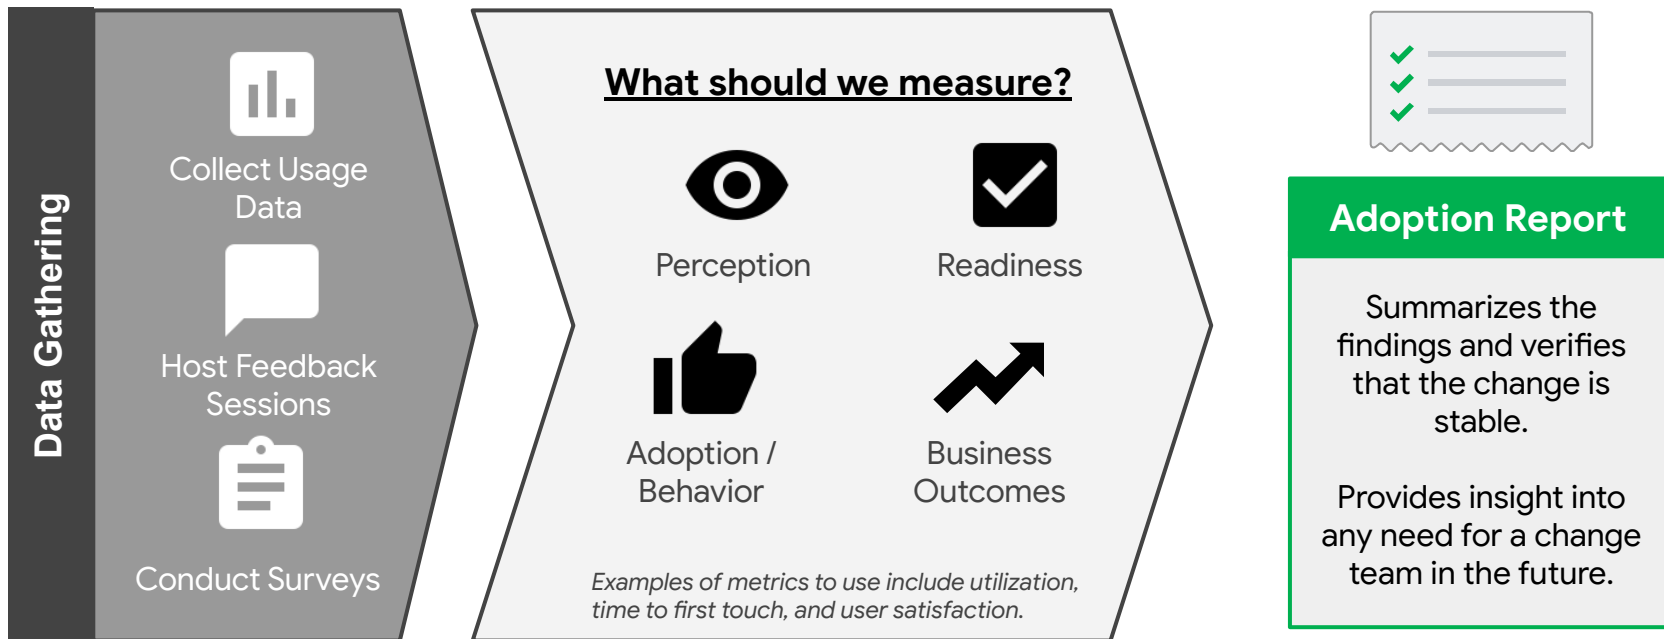 Data Gathering
Collect Usage
Data
Host Feedback
Sessions
Conduct Surveys
What should we measure?
Perception
Readiness
Adoption /
Behavior
Business
Outcomes
Examples of metrics to use include utilization,
time to first touch, and user satisfaction.
Adoption Report
Summarizes the
findings and verifies
that the change is
stable.
Provides insight into
any need for a change
team in the future.